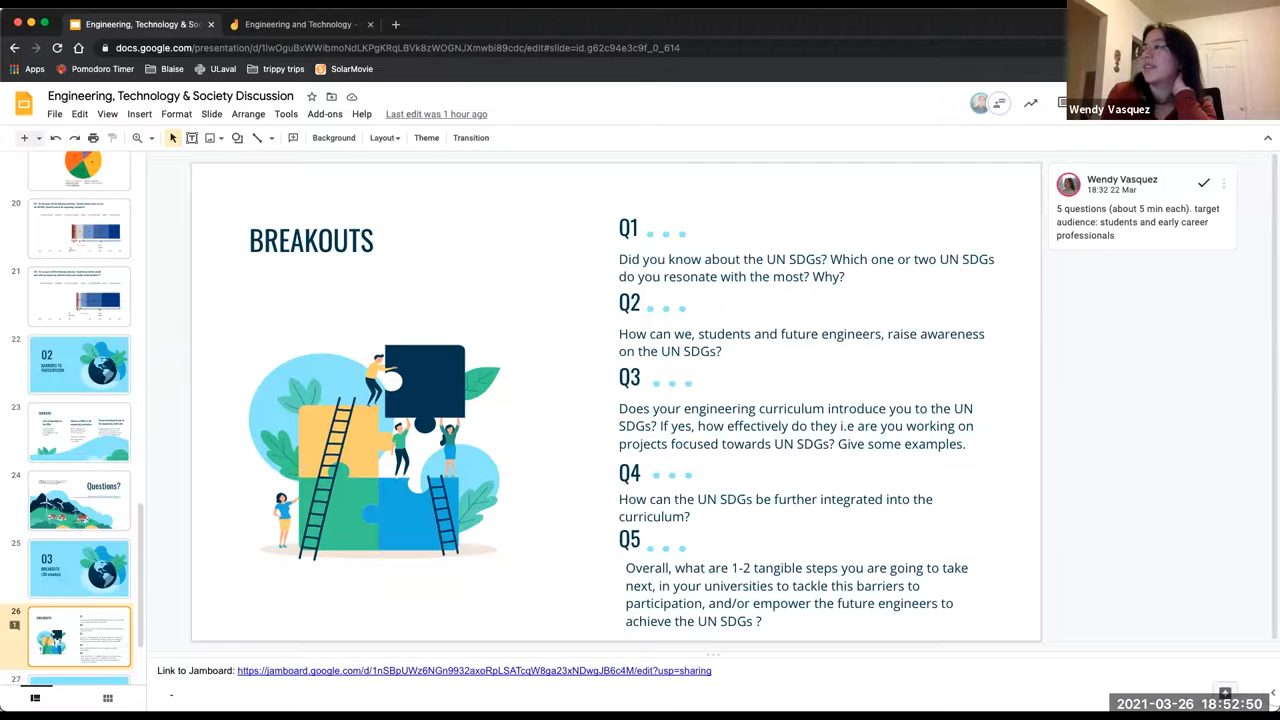 Engineering, Technology & Soc
Engineering and Technology -
docs.google.com/presentation/d/1IwOguBxWWibmoNdLKPgKRqLBVk8zWOGNJXmwbi89cdc/edit#slide=id.g62c94e3c9f_0_614
Apps
Pomodoro Timer
Blaise
ULaval
trippy trips
SolarMovie
Wendy Vasquez
Engineering, Technology & Society Discussion
File Edit View Insert Format Slide Arrange Tools Add-ons Help Last edit was 1 hour ago
Background Layout Theme Transition
20
21
22
02
BARRIERS TO
PARTICIPATION
23
24
Questions?
25
03
BREAKOUTS
26
1
BREAKOUTS
27
BREAKOUTS
Q1
Did you know about the UN SDGs? Which one or two UN SDGs
do you resonate with the most? Why?
Q2
How can we, students and future engineers, raise awareness
on the UN SDGs?
Q3
Does your engineering curriculum introduce you to the UN
SDGs? If yes, how effectively do they i.e are you working on
projects focused towards UN SDGs? Give some examples.
Q4
How can the UN SDGs be further integrated into the
curriculum?
Q5
Overall, what are 1-2 tangible steps you are going to take
next, in your universities to tackle this barriers to
participation, and/or empower the future engineers to
achieve the UN SDGs ?
Wendy Vasquez
18:32 22 Mar
5 questions (about 5 min each). target
audience: students and early career
professionals
Link to Jamboard: https://jamboard.google.com/d/1nSBpUWz6NGn9932axoRpLSATcqW8ga23xNDwgJB6c4M/edit?usp=sharing
2021-03-26 18:52:50